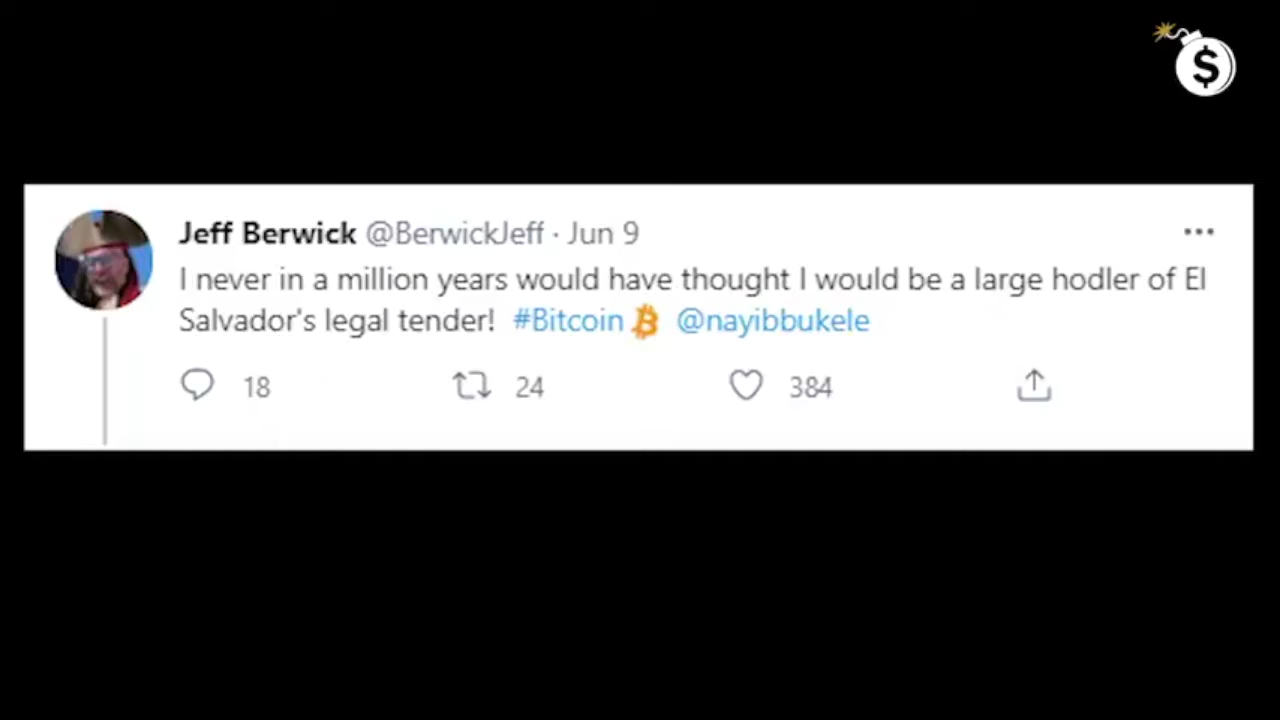 $
Jeff Berwick @BerwickJeff · Jun 9
I never in a million years would have thought I would be a large hodler of El
Salvador's legal tender! #Bitcoin @nayibbukele
18 24 384